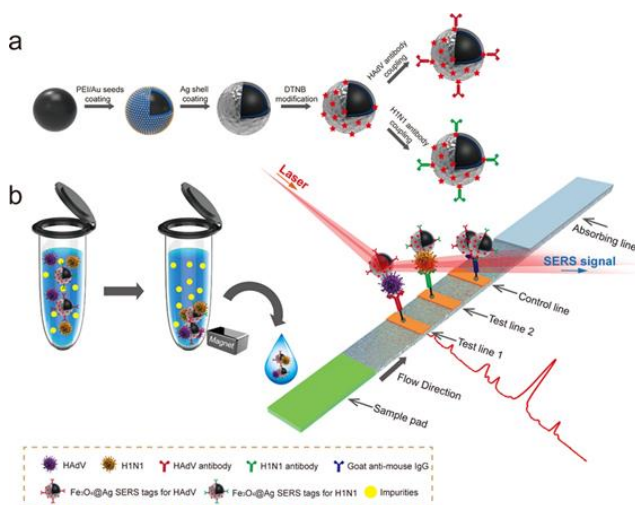 a
PEI/Au seeds
coating
Ag shell
coating
DTNB
modification
HAdV antibody
coupling
H1N1 antibody
coupling
b
Laser
Absorbing line
SERS signal
Control line
Test line 2
Test line 1
Magnet
Flow Direction
Sample pad
HAdV
H1N1
HAdV antibody
H1N1 antibody
Goat anti-mouse IgG
Fe₃O₄@Ag SERS tags for HAdV
Fe₃O₄@Ag SERS tags for H1N1
Impurities